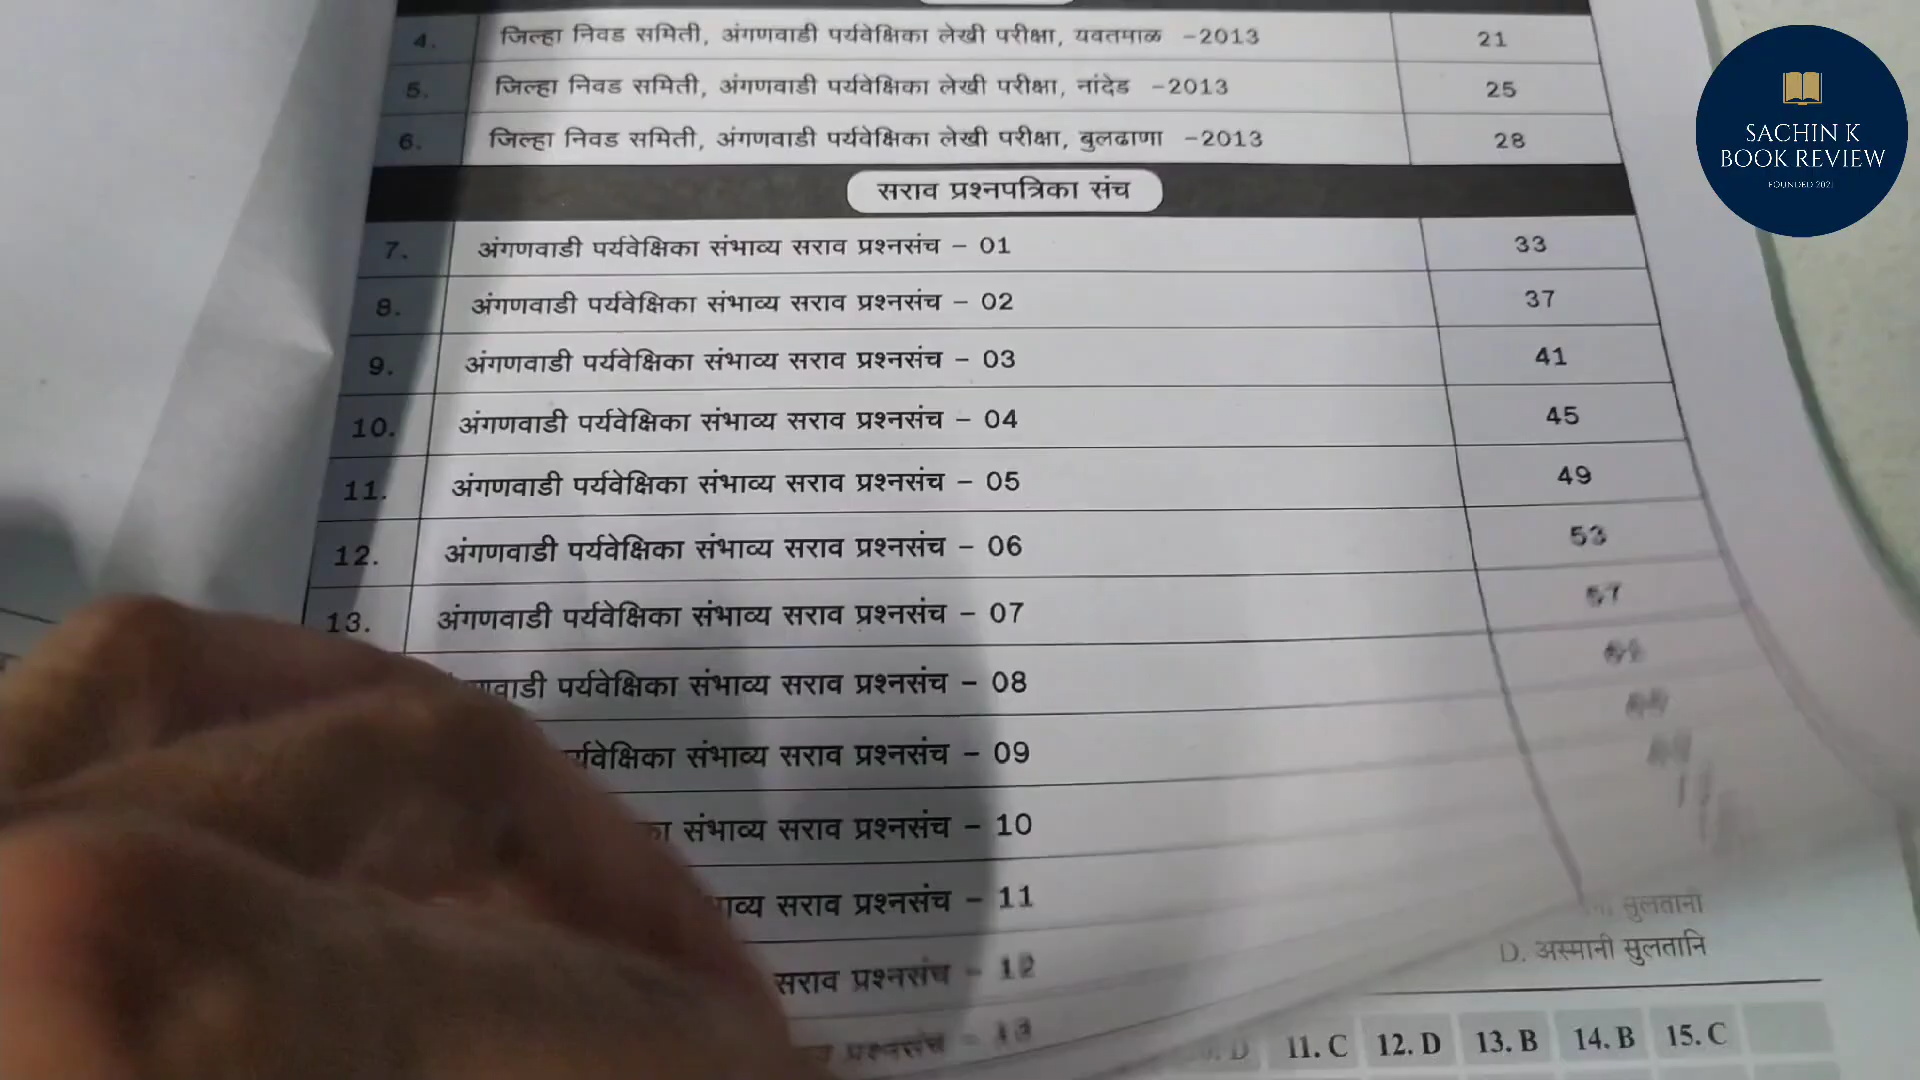 4. जिल्हा निवड समिती, अंगणवाडी पर्यवेक्षिका लेखी परीक्षा, यवतमाळ -2013 21
5. जिल्हा निवड समिती, अंगणवाडी पर्यवेक्षिका लेखी परीक्षा, नांदेड -2013 25
6. जिल्हा निवड समिती, अंगणवाडी पर्यवेक्षिका लेखी परीक्षा, बुलढाणा -2013 28
SACHIN K
BOOK REVIEW
FOUNDED 2021
सराव प्रश्नपत्रिका संच
7. अंगणवाडी पर्यवेक्षिका संभाव्य सराव प्रश्नसंच - 01 33
8. अंगणवाडी पर्यवेक्षिका संभाव्य सराव प्रश्नसंच - 02 37
9. अंगणवाडी पर्यवेक्षिका संभाव्य सराव प्रश्नसंच - 03 41
10. अंगणवाडी पर्यवेक्षिका संभाव्य सराव प्रश्नसंच - 04 45
11. अंगणवाडी पर्यवेक्षिका संभाव्य सराव प्रश्नसंच - 05 49
12. अंगणवाडी पर्यवेक्षिका संभाव्य सराव प्रश्नसंच - 06 53
13. अंगणवाडी पर्यवेक्षिका संभाव्य सराव प्रश्नसंच - 07 57
पर्यवेक्षिका संभाव्य सराव प्रश्नसंच - 08
संभाव्य सराव प्रश्नसंच - 09
संभाव्य सराव प्रश्नसंच - 10
सराव प्रश्नसंच - 11
सराव प्रश्नसंच - 12
प्रश्नसंच - 13
सुलतानी
D. अस्मानी सुलतानि
11. C 12. D 13. B 14. B 15. C